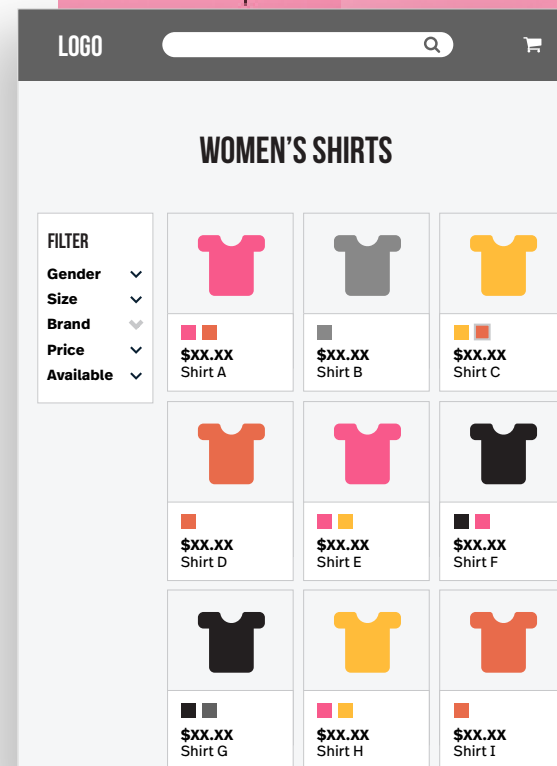 LOGO
WOMEN'S SHIRTS
FILTER
Gender
Size
Brand
Price
Available
$XX.XX
Shirt A
$XX.XX
Shirt B
$XX.XX
Shirt C
$XX.XX
Shirt D
$XX.XX
Shirt E
$XX.XX
Shirt F
$XX.XX
Shirt G
$XX.XX
Shirt H
$XX.XX
Shirt I